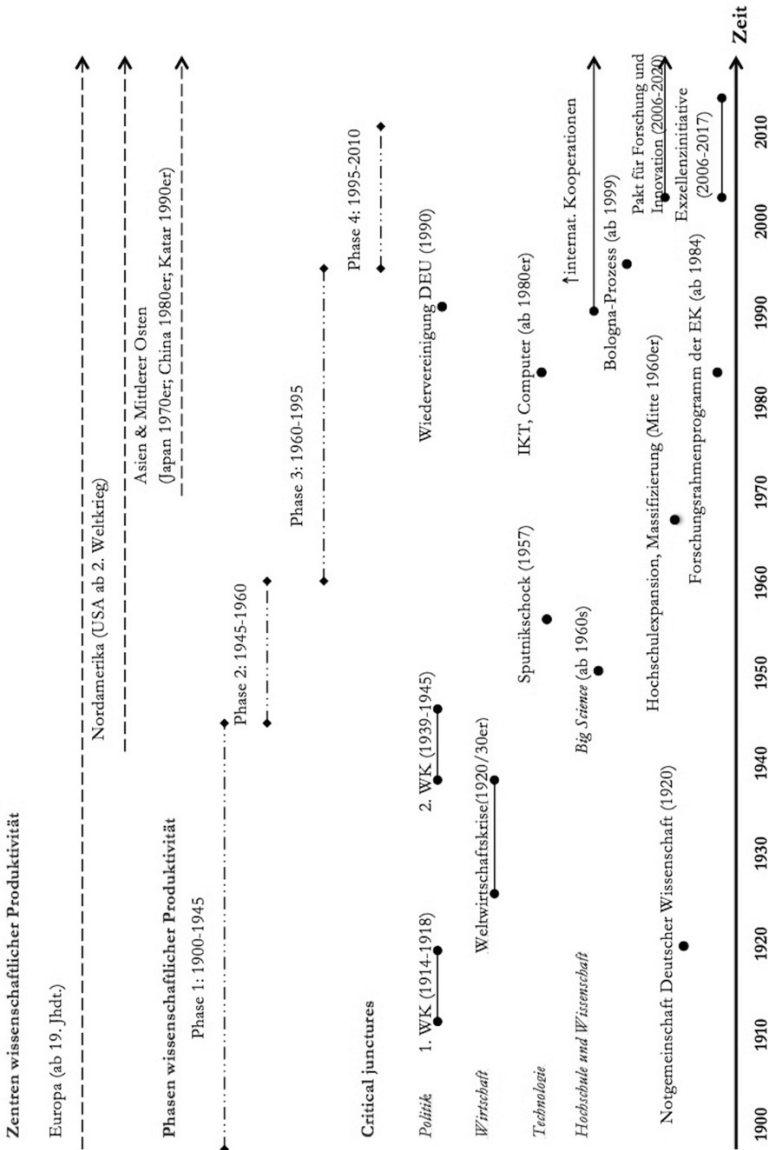 Zentren wissenschaftlicher Produktivität
Europa (ab 19. Jhdt.)
Nordamerika (USA ab 2. Weltkrieg)
Asien & Mittlerer Osten
(Japan 1970er; China 1980er; Katar 1990er)
Phasen wissenschaftlicher Produktivität
Phase 1: 1900-1945
Phase 2: 1945-1960
Phase 3: 1960-1995
Phase 4: 1995-2010
Critical junctures
Politik
1. WK (1914-1918)
2. WK (1939-1945)
Wiedervereinigung DEU (1990)
Wirtschaft
Weltwirtschaftskrise(1920/30er)
Technologie
Sputnikschock (1957)
IKT, Computer (ab 1980er)
Hochschule und Wissenschaft
Big Science (ab 1960s)
↑internat. Kooperationen
Bologna-Prozess (ab 1999)
Pakt für Forschung und
Innovation (2006-2020)
Hochschulexpansion, Massifizierung (Mitte 1960er)
Exzellenzinitiative
(2006-2017)
Notgemeinschaft Deutscher Wissenschaft (1920)
Forschungsrahmenprogramm der EK (ab 1984)
Zeit
1900 1910 1920 1930 1940 1950 1960 1970 1980 1990 2000 2010